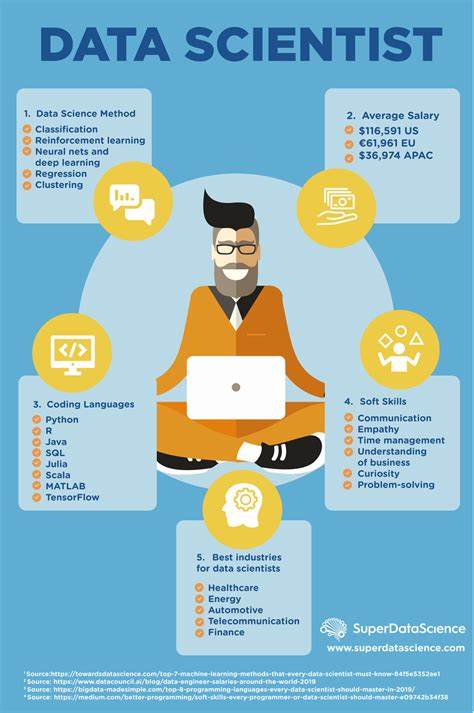 DATA SCIENTIST
1. Data Science Method
Classification
Reinforcement learning
Neural nets and
deep learning
Regression
Clustering
2. Average Salary
$116,591 US
€61,961 EU
$36,974 APAC
3. Coding Languages
Python
R
Java
SQL
Julia
Scala
MATLAB
TensorFlow
4. Soft Skills
Communication
Empathy
Time management
Understanding
of business
Curiosity
Problem-solving
5. Best industries
for data scientists
Healthcare
Energy
Automotive
Telecommunication
Finance
SuperDataScience
www.superdatascience.com
¹ Source:https://towardsdatascience.com/top-7-machine-learning-methods-that-every-data-scientist-must-know-84f5e5352ae1
² Source: https://www.datacouncil.ai/blog/data-engineer-salaries-around-the-world-2019
³ Source: https://bigdata-madesimple.com/top-8-programming-languages-every-data-scientist-should-master-in-2019/
⁴ Source: https://medium.com/better-programming/soft-skills-every-programmer-or-data-scientist-should-master-e09742b34f38